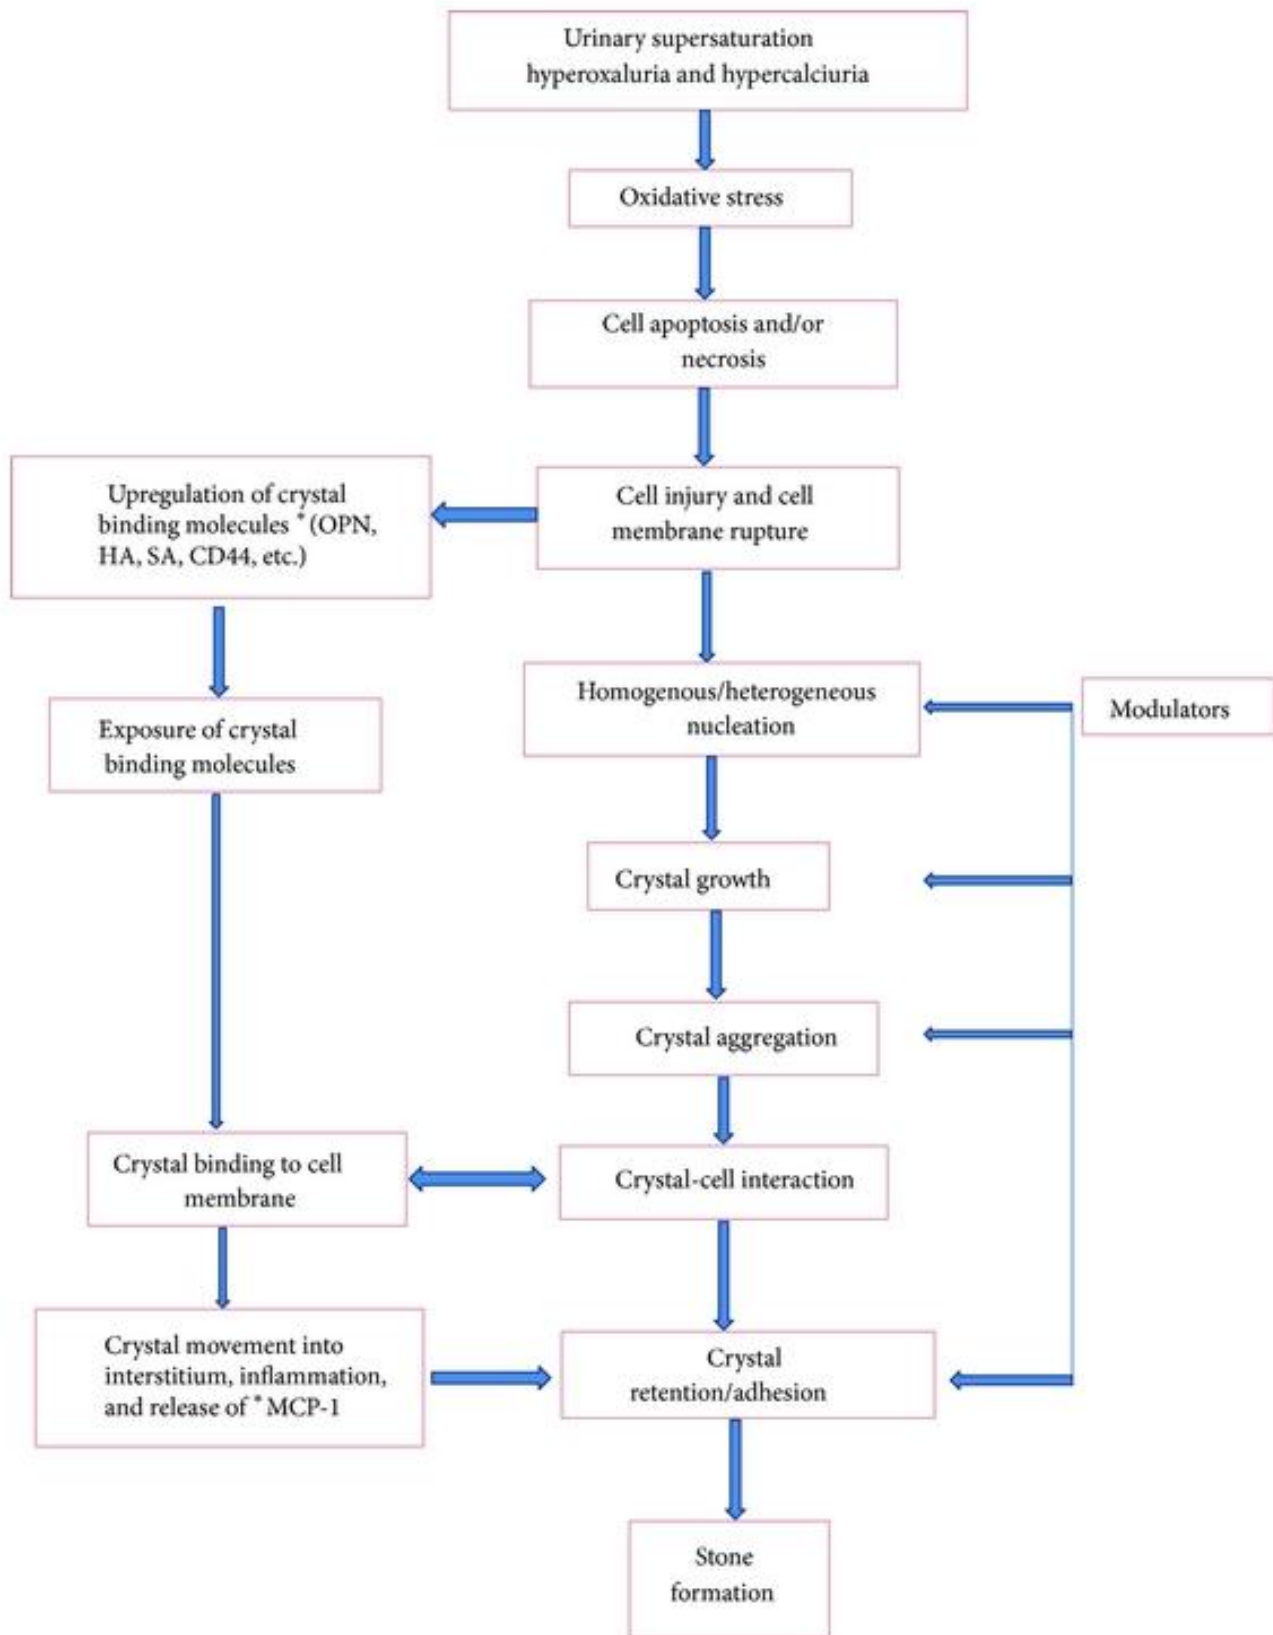 Urinary supersaturation
hyperoxaluria and hypercalciuria
Oxidative stress
Cell apoptosis and/or
necrosis
Cell injury and cell
membrane rupture
Upregulation of crystal
binding molecules * (OPN,
HA, SA, CD44, etc.)
Homogenous/heterogeneous
nucleation
Modulators
Exposure of crystal
binding molecules
Crystal growth
Crystal aggregation
Crystal binding to cell
membrane
Crystal-cell interaction
Crystal movement into
interstitium, inflammation,
and release of * MCP-1
Crystal
retention/adhesion
Stone
formation